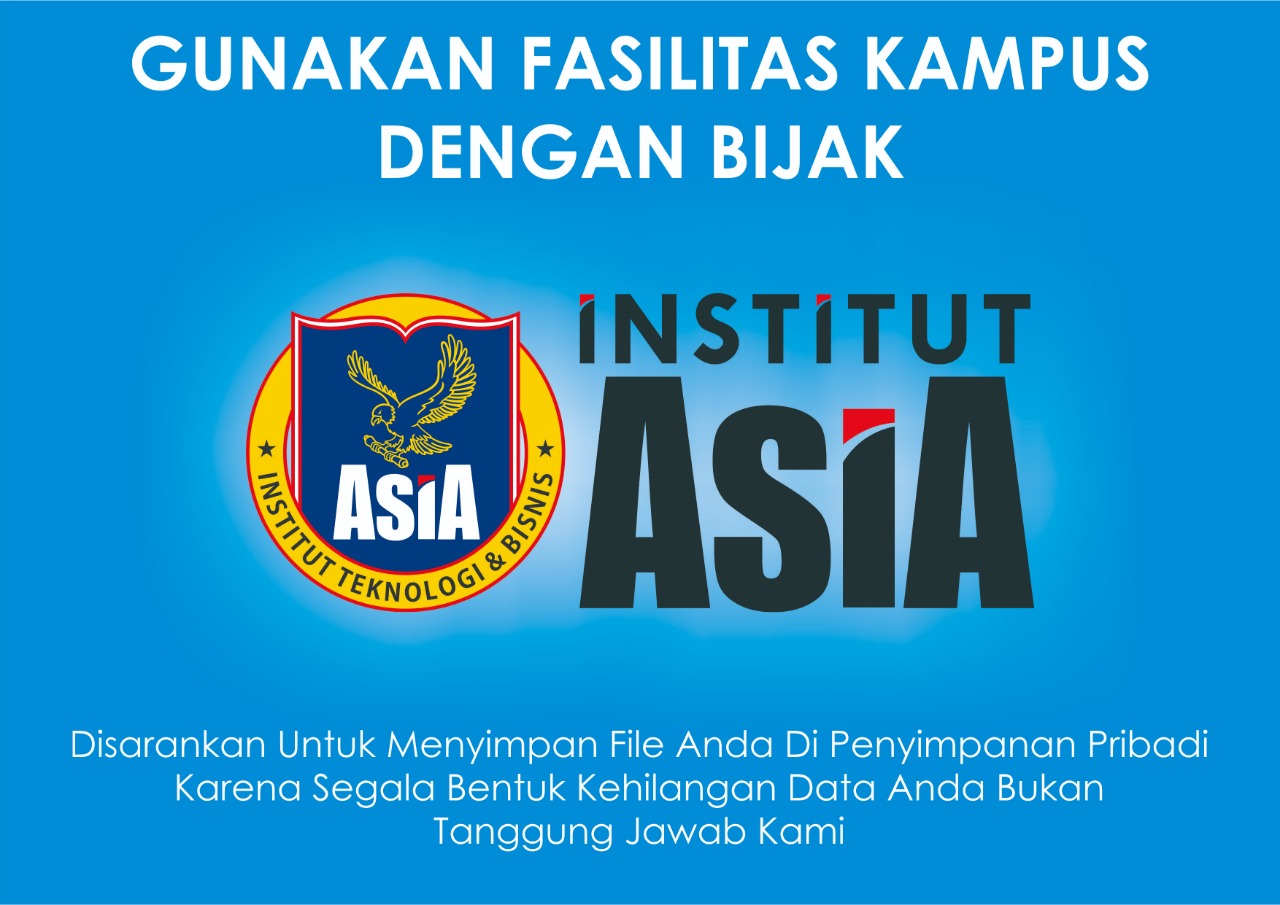 GUNAKAN FASILITAS KAMPUS
DENGAN BIJAK
ASiA
INSTITUT TEKNOLOGI & BISNIS
iNSTiTUT
ASiA
Disarankan Untuk Menyimpan File Anda Di Penyimpanan Pribadi
Karena Segala Bentuk Kehilangan Data Anda Bukan
Tanggung Jawab Kami